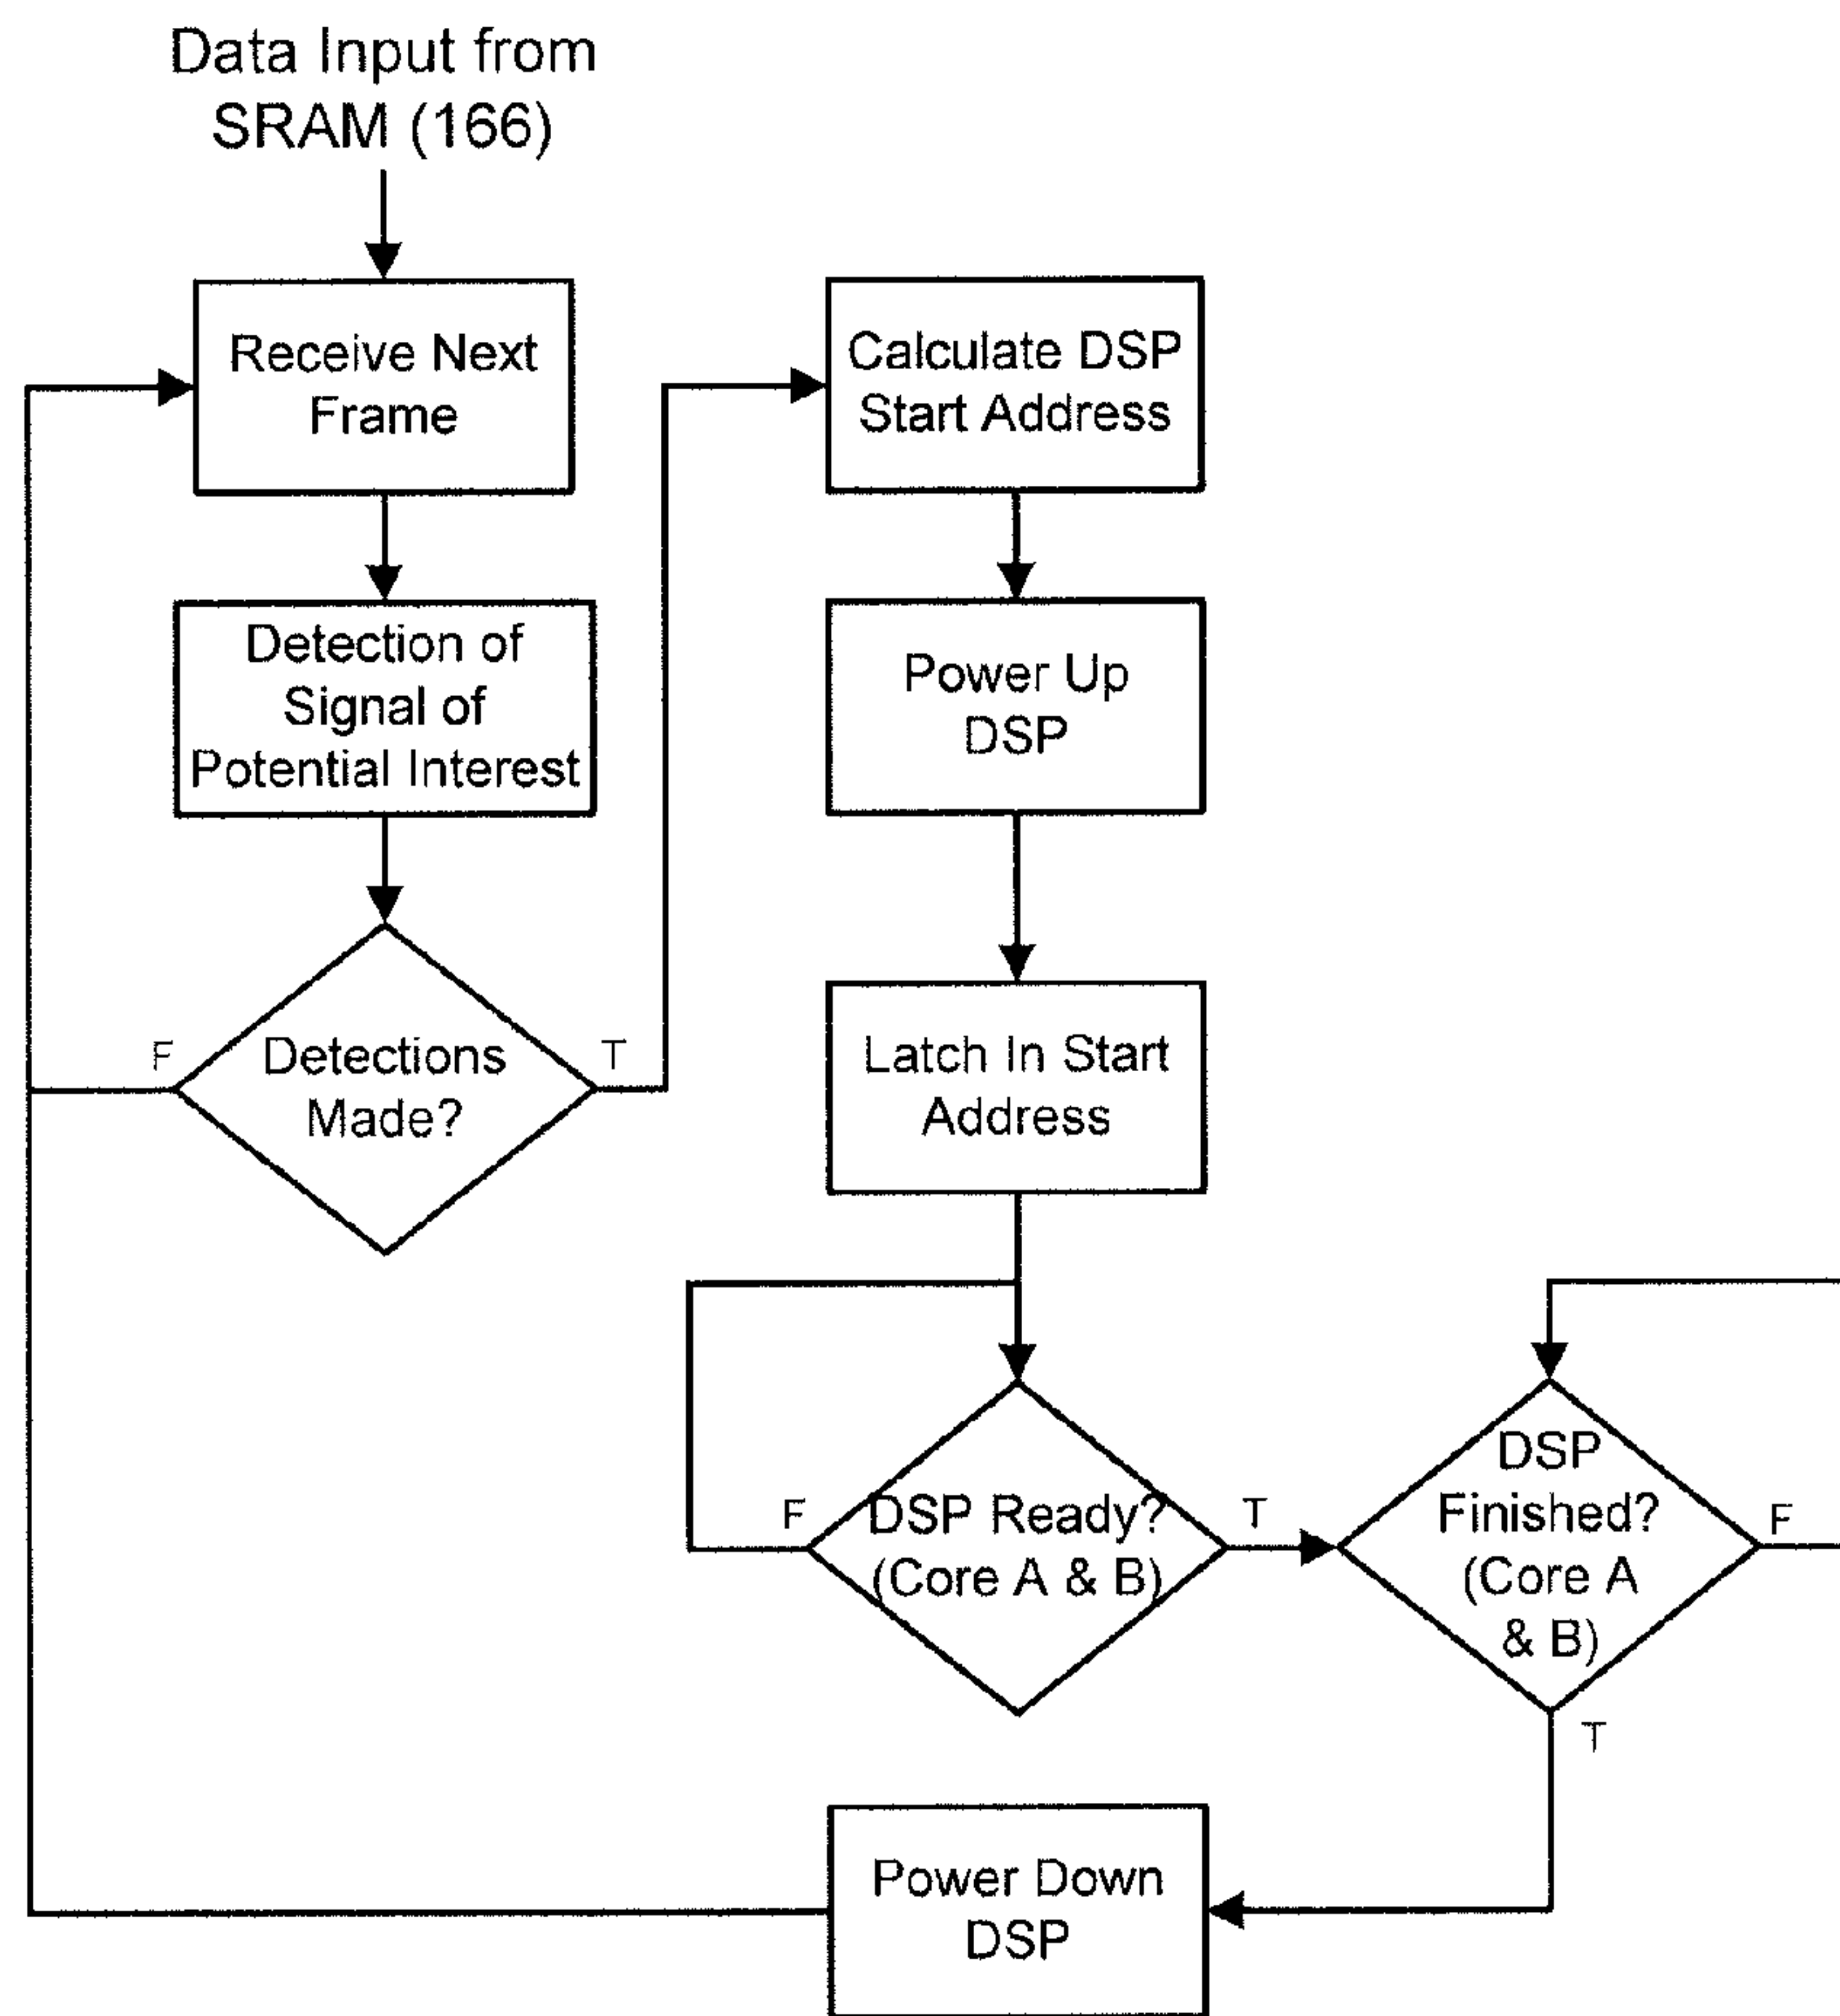 Data Input from
SRAM (166)
Receive Next
Frame
Detection of
Signal of
Potential Interest
Detections
Made?
F
T
Calculate DSP
Start Address
Power Up
DSP
Latch In Start
Address
DSP Ready?
(Core A & B)
F
T
DSP
Finished?
(Core A
& B)
F
T
Power Down
DSP